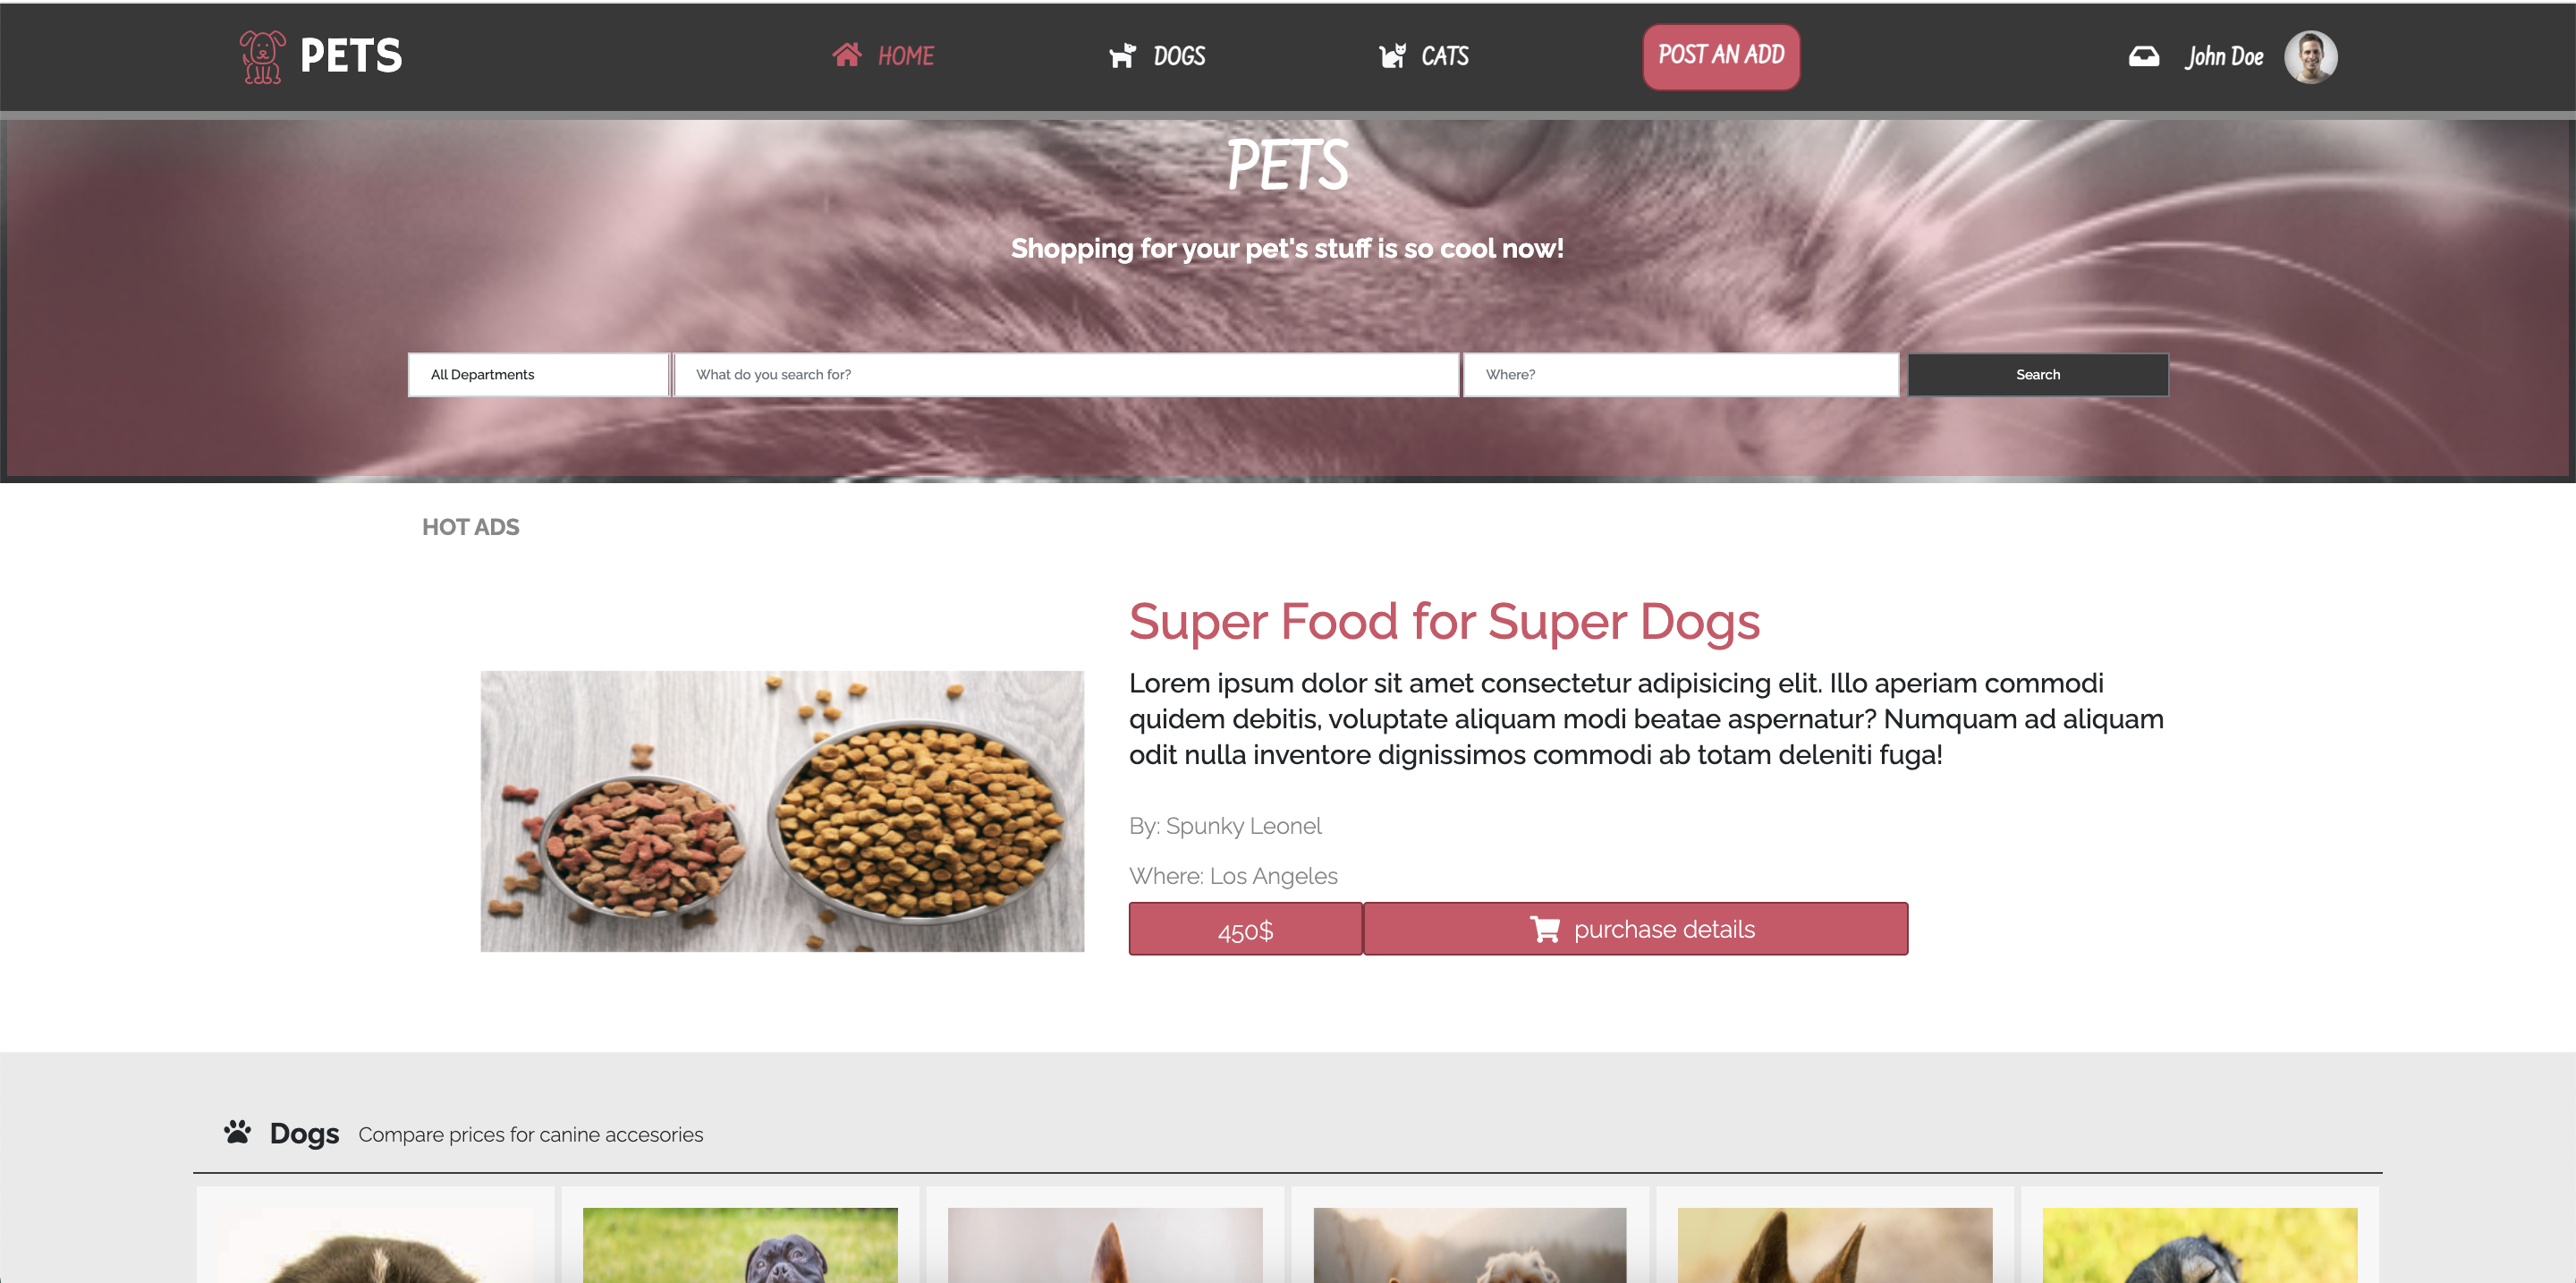 PETS
HOME
DOGS
CATS
POST AN ADD
John Doe
PETS
Shopping for your pet's stuff is so cool now!
All Departments
What do you search for?
Where?
Search
HOT ADS
Super Food for Super Dogs
Lorem ipsum dolor sit amet consectetur adipisicing elit. Illo aperiam commodi
quidem debitis, voluptate aliquam modi beatae aspernatur? Numquam ad aliquam
odit nulla inventore dignissimos commodi ab totam deleniti fuga!
By: Spunky Leonel
Where: Los Angeles
450$
purchase details
Dogs
Compare prices for canine accesories